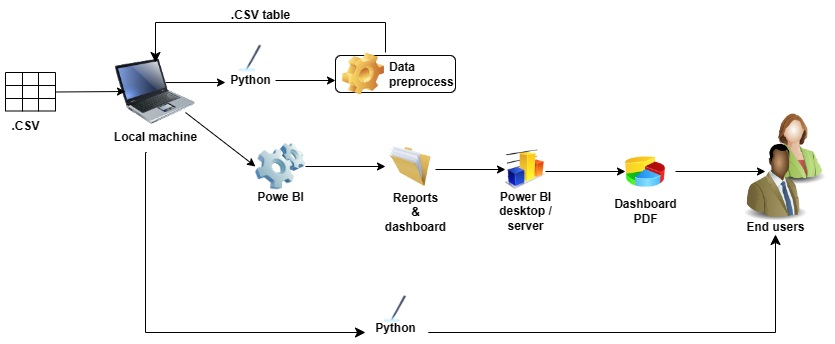 .CSV table
Python
Data
preprocess
.CSV
Local machine
Powe BI
Reports
&
dashboard
Power BI
desktop /
server
Dashboard
PDF
End users
Python